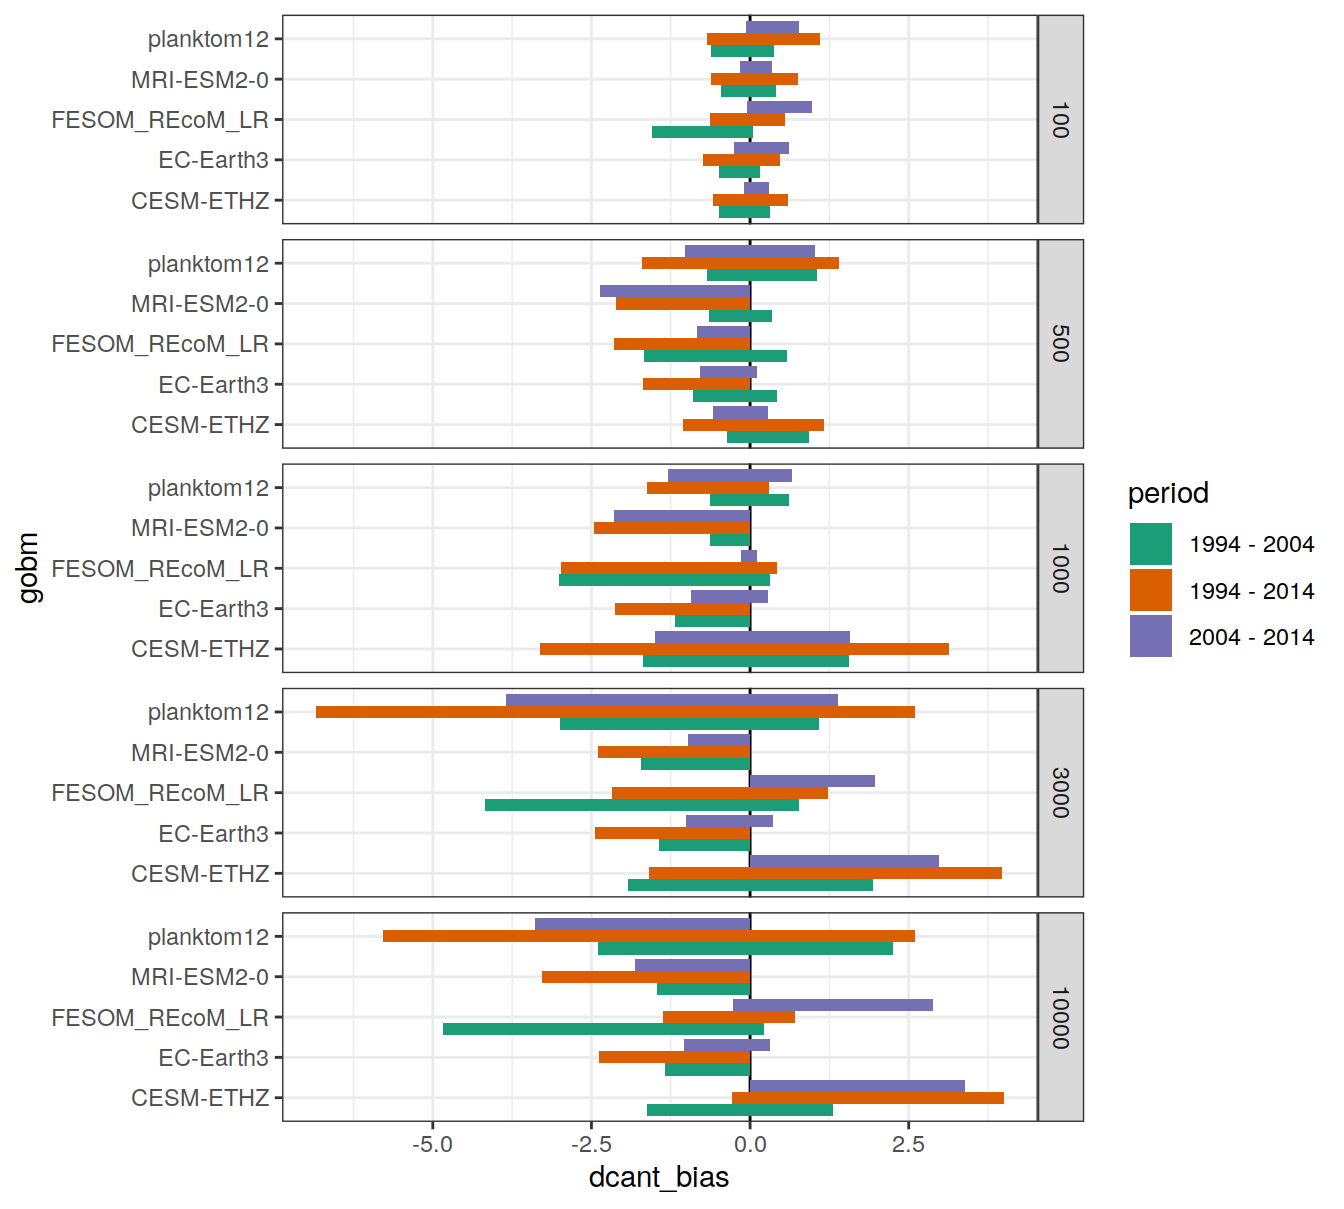 planktom12
MRI-ESM2-0
FESOM_REcoM_LR
EC-Earth3
CESM-ETHZ
100
planktom12
MRI-ESM2-0
FESOM_REcoM_LR
EC-Earth3
CESM-ETHZ
500
planktom12
MRI-ESM2-0
FESOM_REcoM_LR
EC-Earth3
CESM-ETHZ
1000
planktom12
MRI-ESM2-0
FESOM_REcoM_LR
EC-Earth3
CESM-ETHZ
3000
planktom12
MRI-ESM2-0
FESOM_REcoM_LR
EC-Earth3
CESM-ETHZ
10000
-5.0 -2.5 0.0 2.5
dcant_bias
gobm
period
1994 - 2004
1994 - 2014
2004 - 2014